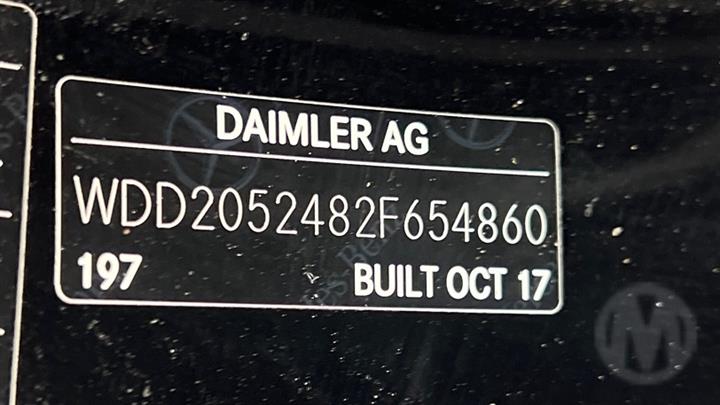 DAIMLER AG
WDD2052482F654860
197 BUILT OCT 17